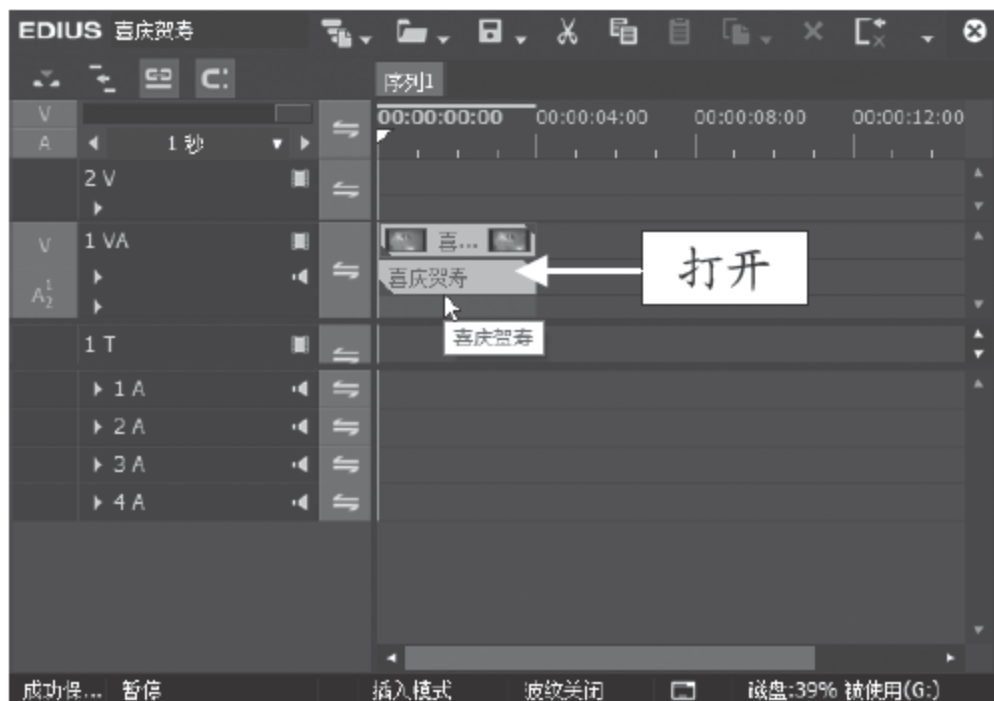 EDIUS 喜庆贺寿
序列1
V
A
1 秒
00:00:00:00 00:00:04:00 00:00:08:00 00:00:12:00
2 V
V
1 VA
喜...
打开
A 1 2
喜庆贺寿
喜庆贺寿
1 T
1 A
2 A
3 A
4 A
成功保... 暂停 插入模式 波纹关闭 磁盘:39% 被使用(G:)